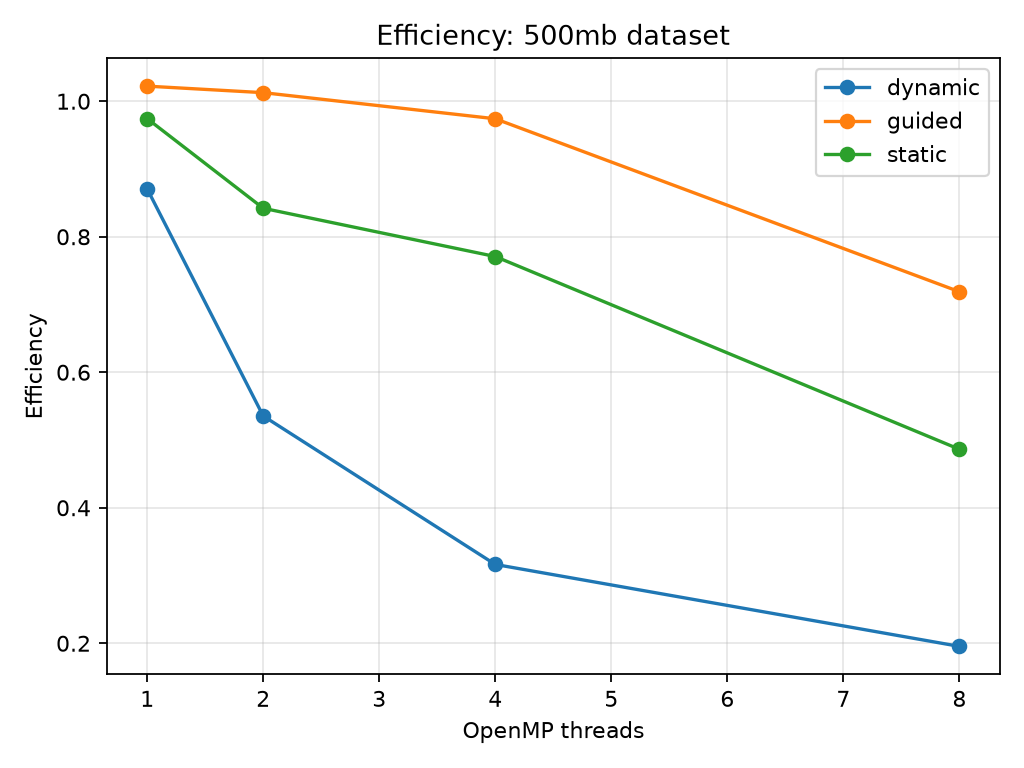 Efficiency: 500mb dataset
dynamic
guided
static
1.0
0.8
0.6
0.4
0.2
Efficiency
1 2 3 4 5 6 7 8
OpenMP threads